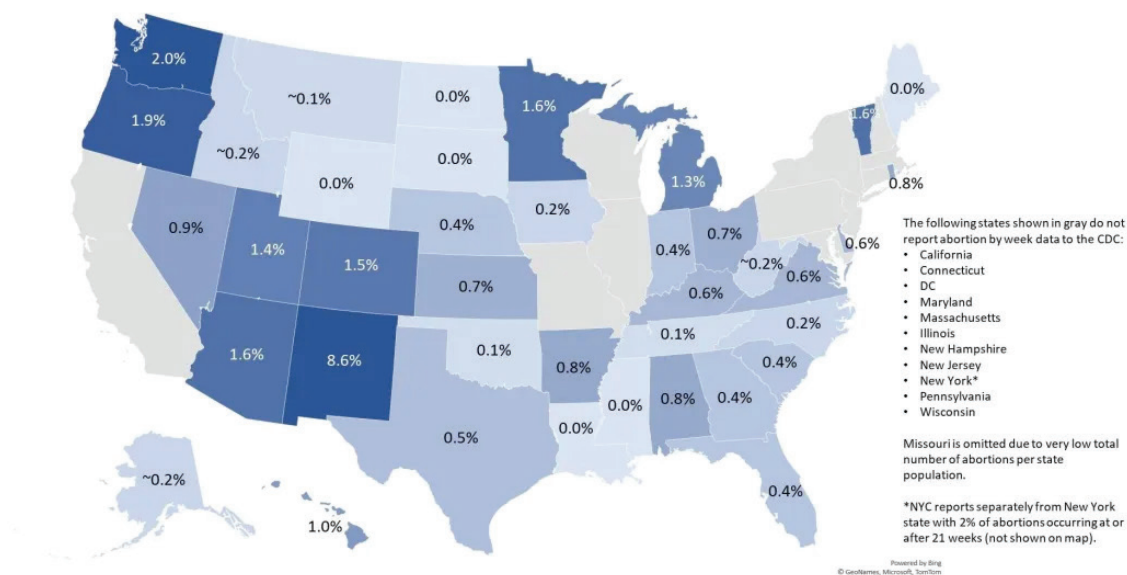 2.0%
~0.1%
0.0%
1.6%
0.0%
1.6%
1.9%
~0.2%
0.0%
0.0%
1.3%
0.8%
0.9%
1.4%
1.5%
0.4%
0.2%
0.4%
0.7%
~0.2%
0.6%
0.6%
0.7%
0.6%
1.6%
8.6%
0.1%
0.8%
0.1%
0.2%
0.4%
0.5%
0.0%
0.0%
0.8%
0.4%
0.4%
~0.2%
1.0%
The following states shown in gray do not
report abortion by week data to the CDC:
• California
• Connecticut
• DC
• Maryland
• Massachusetts
• Illinois
• New Hampshire
• New Jersey
• New York*
• Pennsylvania
• Wisconsin
Missouri is omitted due to very low total
number of abortions per state
population.
*NYC reports separately from New York
state with 2% of abortions occurring at or
after 21 weeks (not shown on map).
Powered by Bing
© GeoNames, Microsoft, TomTom